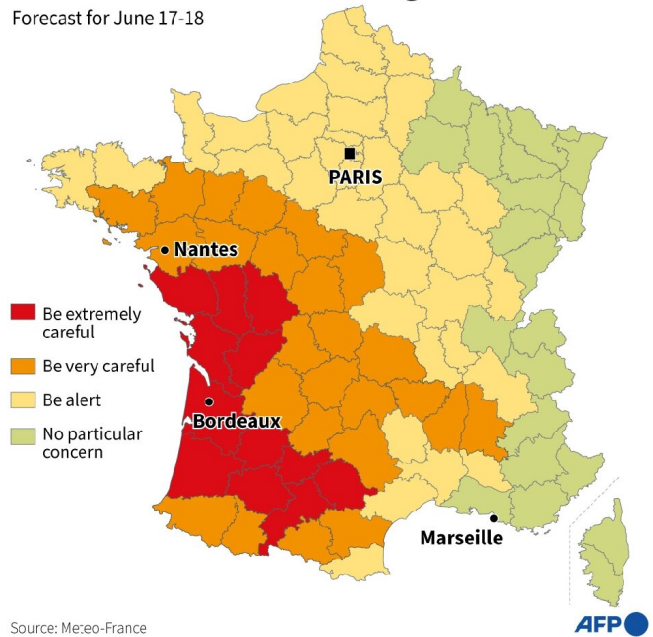 Forecast for June 17-18
PARIS
Nantes
Be extremely
careful
Be very careful
Be alert
No particular
concern
Bordeaux
Marseille
Source: Meteo-France
AFP